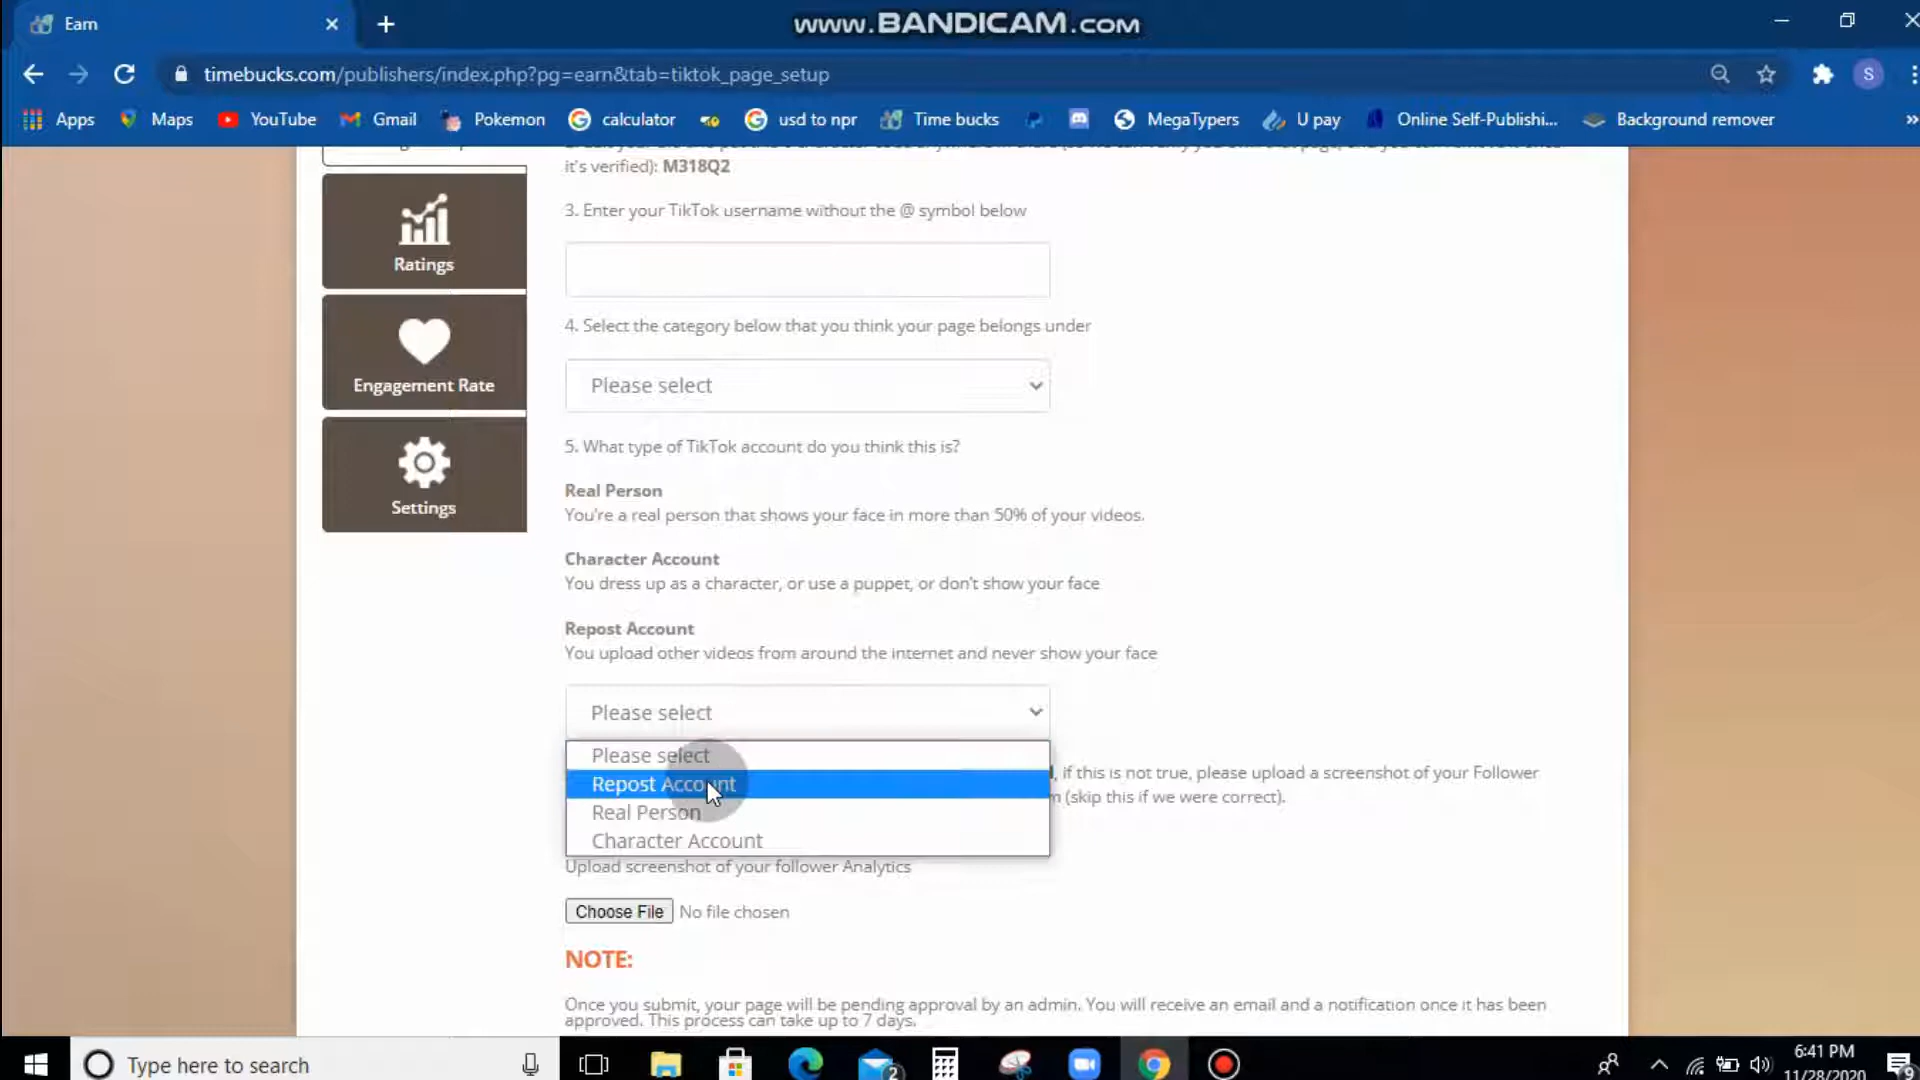 Earn
www.BANDICAM.com
timebucks.com/publishers/index.php?pg=earn&tab=tiktok_page_setup
S
Apps
Maps
YouTube
Gmail
Pokemon
calculator
usd to npr
Time bucks
MegaTypers
U pay
Online Self-Publishi...
Background remover
»
it's verified): M318Q2
3. Enter your TikTok username without the @ symbol below
Ratings
4. Select the category below that you think your page belongs under
Please select
Engagement Rate
5. What type of TikTok account do you think this is?
Real Person
You're a real person that shows your face in more than 50% of your videos.
Settings
Character Account
You dress up as a character, or use a puppet, or don't show your face
Repost Account
You upload other videos from around the internet and never show your face
Please select
Please select
Repost Account
Real Person
Character Account
, if this is not true, please upload a screenshot of your Follower
(skip this if we were correct).
Upload screenshot of your follower Analytics
Choose File No file chosen
NOTE:
Once you submit, your page will be pending approval by an admin. You will receive an email and a notification once it has been
approved. This process can take up to 7 days.
Type here to search
2
6:41 PM
11/28/2020
9